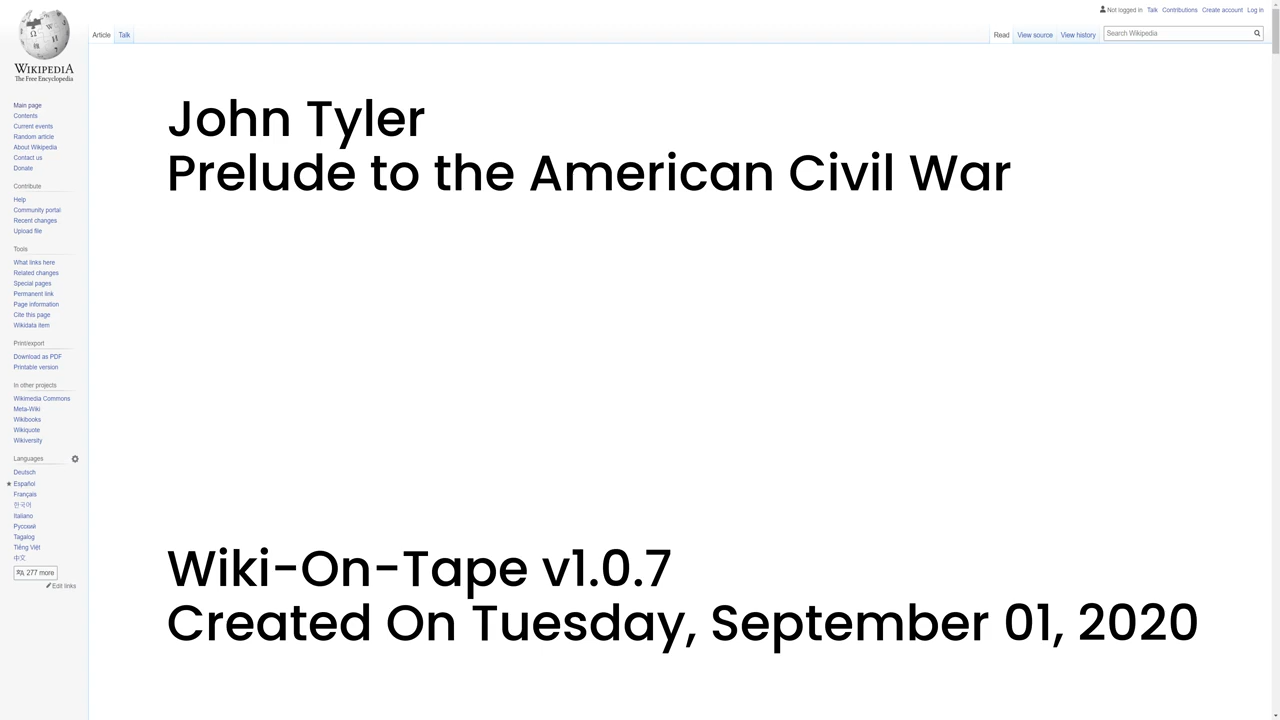 Not logged in Talk Contributions Create account Log in
Article Talk Read View source View history Search Wikipedia
WIKIPEDIA
The Free Encyclopedia
Main page
Contents
Current events
Random article
About Wikipedia
Contact us
Donate
Contribute
Help
Community portal
Recent changes
Upload file
Tools
What links here
Related changes
Special pages
Permanent link
Page information
Cite this page
Wikidata item
Print/export
Download as PDF
Printable version
In other projects
Wikimedia Commons
Meta-Wiki
Wikibooks
Wikiquote
Wikiversity
Languages
Deutsch
Español
Français
한국어
Italiano
Русский
Tagalog
Tiếng Việt
中文
277 more
Edit links
John Tyler
Prelude to the American Civil War
Wiki-On-Tape v1.0.7
Created On Tuesday, September 01, 2020